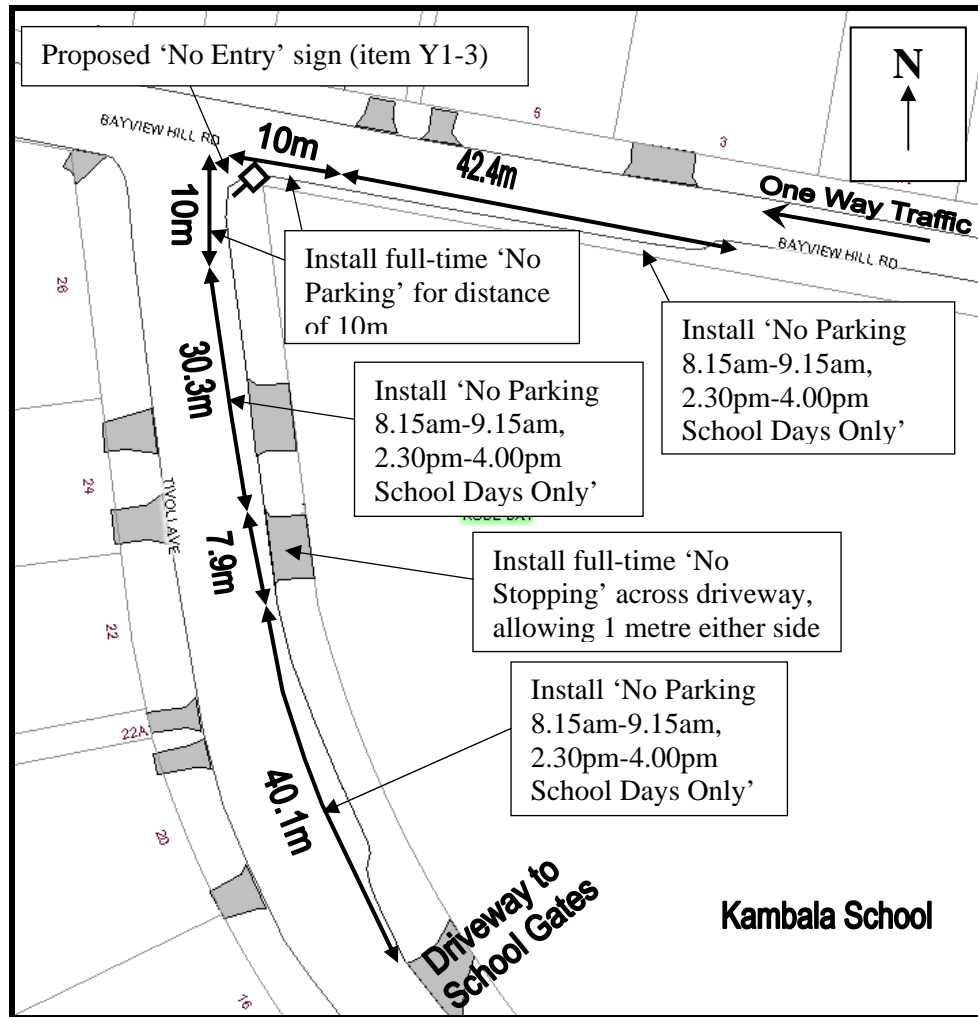 Proposed ‘No Entry’ sign (item Y1-3)
N
BAYVIEW HILL RD
10m
42.4m
5
3
One Way Traffic
BAYVIEW HILL RD
10m
Install full-time ‘No
Parking’ for distance
of 10m
Install ‘No Parking
8.15am-9.15am,
2.30pm-4.00pm
School Days Only’
26
30.3m
Install ‘No Parking
8.15am-9.15am,
2.30pm-4.00pm
School Days Only’
24
TIVOLI AVE
7.9m
Install full-time ‘No
Stopping’ across driveway,
allowing 1 metre either side
22
Install ‘No Parking
8.15am-9.15am,
2.30pm-4.00pm
School Days Only’
22A
40.1m
20
Driveway to
School Gates
Kambala School
16